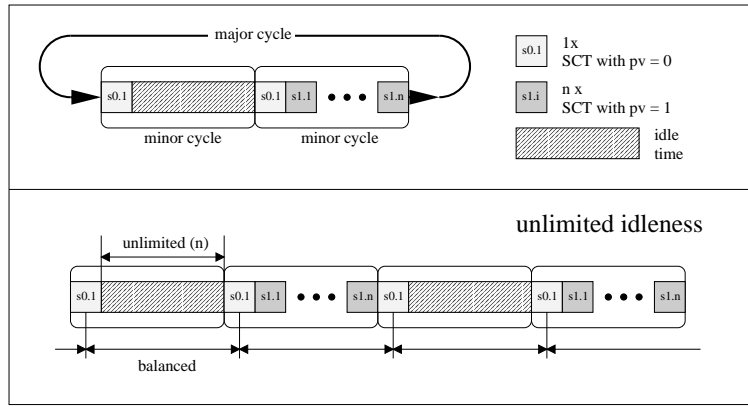 major cycle
s0.1
s0.1
s1.1
s1.n
minor cycle
minor cycle
s0.1
1x
SCT with pv = 0
s1.i
n x
SCT with pv = 1
idle
time
unlimited idleness
unlimited (n)
s0.1
s0.1
s1.1
s1.n
s0.1
s0.1
s1.1
s1.n
balanced